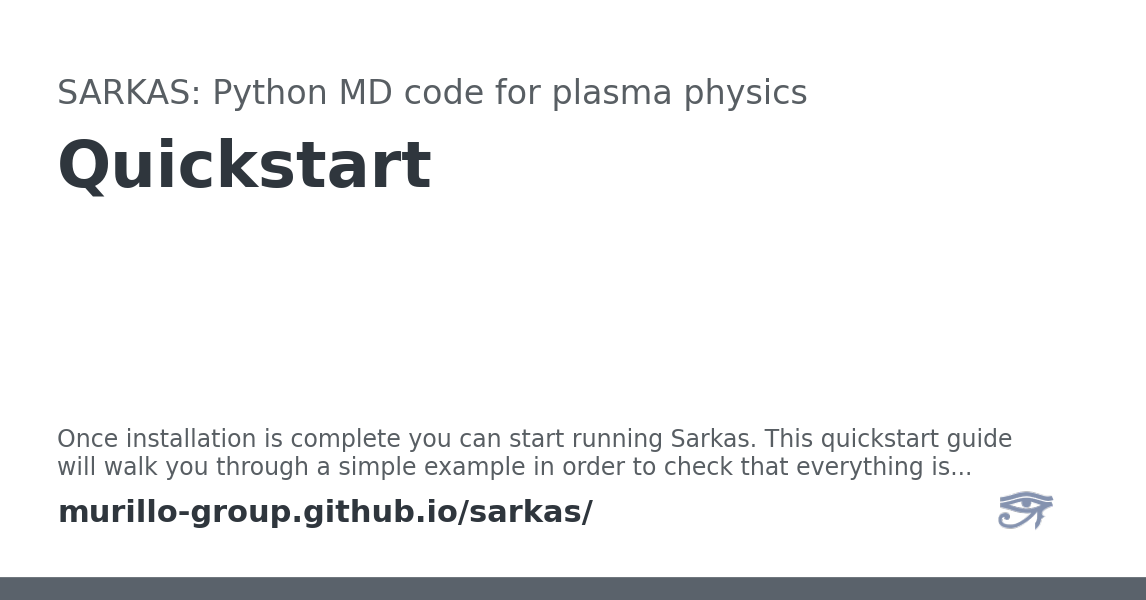 SARKAS: Python MD code for plasma physics
Quickstart
Once installation is complete you can start running Sarkas. This quickstart guide
will walk you through a simple example in order to check that everything is...
murillo-group.github.io/sarkas/